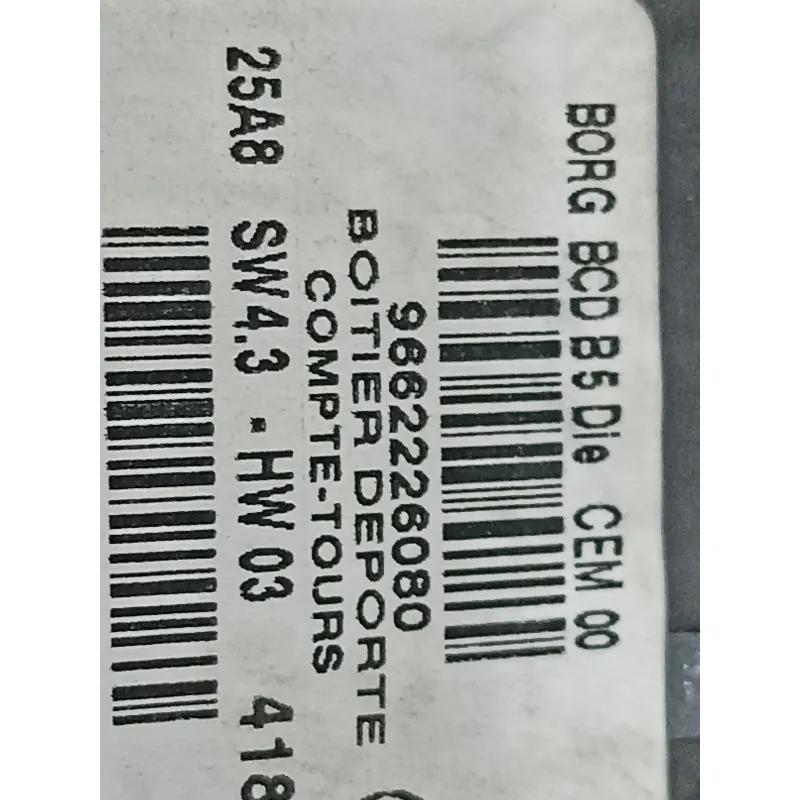 BORG BCD B5 Die CEM 00
9662226080
BOITIER DEPORTE
COMPTE-TOURS
25A8 SW4.3 - HW 03 418